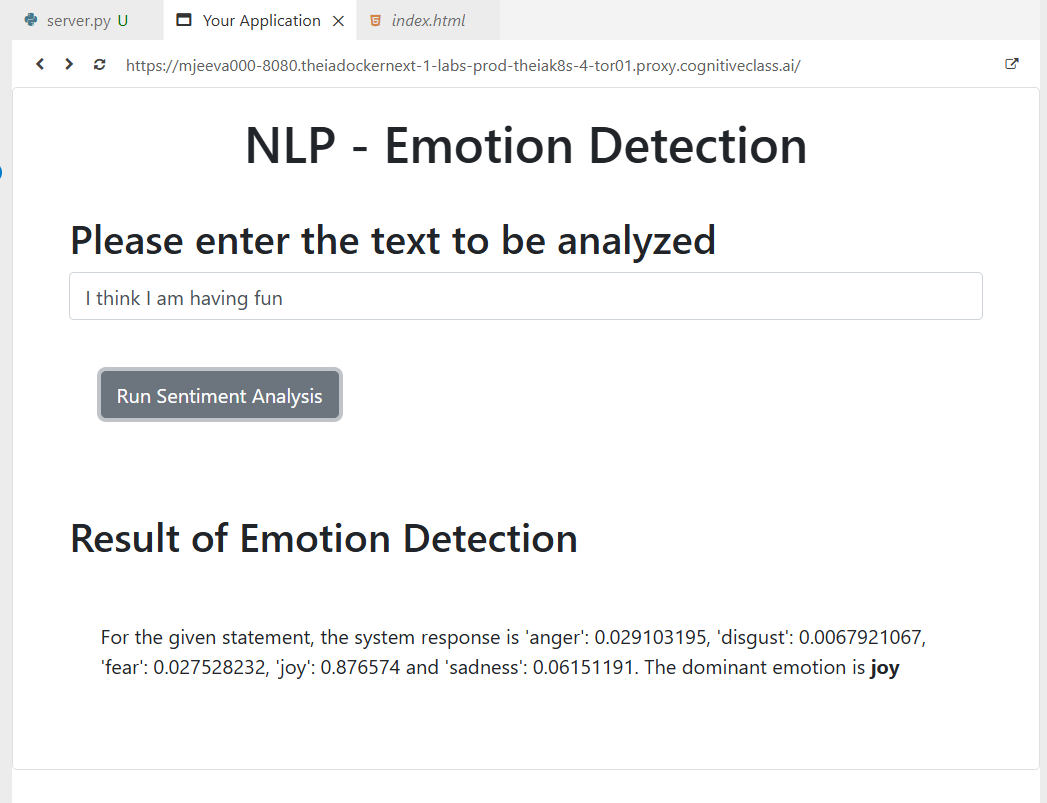 server.py U Your Application index.html
https://mjeeva000-8080.theiadockernext-1-labs-prod-theiak8s-4-tor01.proxy.cognitiveclass.ai/
NLP - Emotion Detection
Please enter the text to be analyzed
I think I am having fun
Run Sentiment Analysis
Result of Emotion Detection
For the given statement, the system response is 'anger': 0.029103195, 'disgust': 0.0067921067,
'fear': 0.027528232, 'joy': 0.876574 and 'sadness': 0.06151191. The dominant emotion is joy